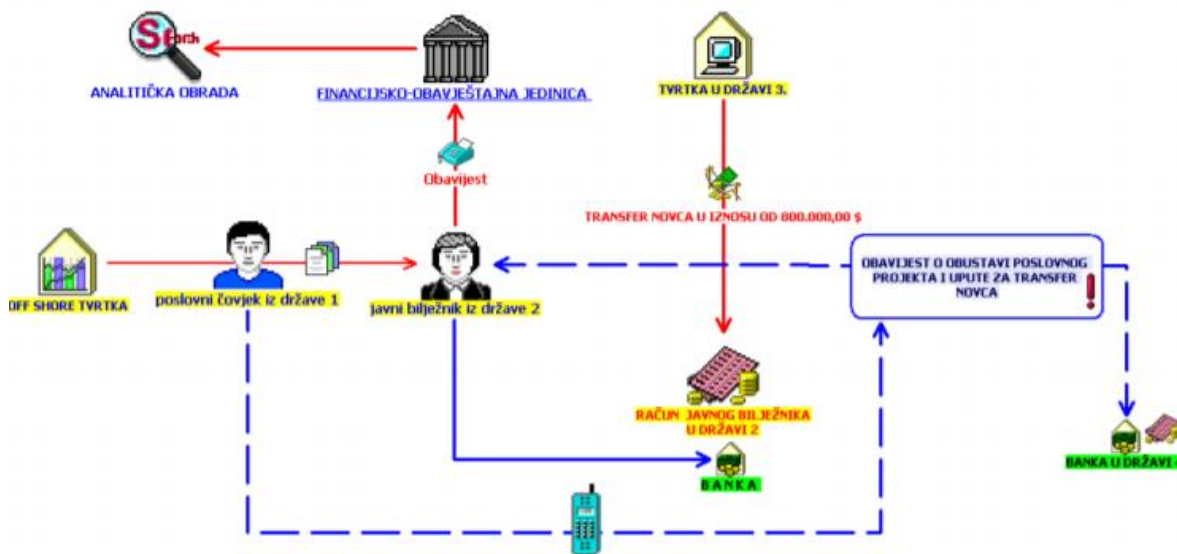 Search
ANALITIČKA OBRADA
FINANCIJSKO-OBAVJEŠTAJNA JEDINICA
TVRTKA U DRŽAVI 3.
Obavijest
TRANSFER NOVCA U IZNOSU OD 800.000,00 $
OFF SHORE TVRTKA
poslovni čovjek iz države 1
javni bilježnik iz države 2
OBAVIJEST O OBUSTAVI POSLOVNOG
PROJEKTA I UPUTE ZA TRANSFER
NOVCA
RAČUN JAVNOG BILJEŽNIKA
U DRŽAVI 2
BANKA
BANKA U DRŽAVI